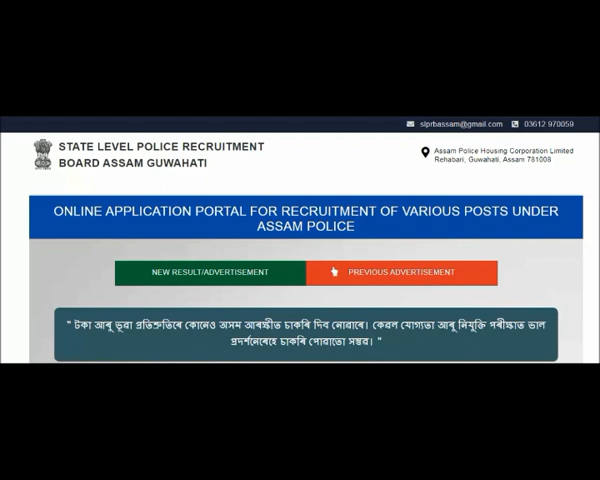 slprbassam@gmail.com 03612 970059
STATE LEVEL POLICE RECRUITMENT
BOARD ASSAM GUWAHATI
Assam Police Housing Corporation Limited
Rehabari, Guwahati, Assam 781008
ONLINE APPLICATION PORTAL FOR RECRUITMENT OF VARIOUS POSTS UNDER
ASSAM POLICE
NEW RESULT/ADVERTISEMENT
PREVIOUS ADVERTISEMENT
" টকা আৰু ভূৱা প্ৰতিশ্ৰুতিৰে কোনেও অসম আৰক্ষীত চাকৰি দিব নোৱাৰে। কেৱল যোগ্যতা আৰু নিযুক্তি পৰীক্ষাত ভাল
প্ৰদৰ্শনেৰেহে চাকৰি পোৱাতো সম্ভৱ। "